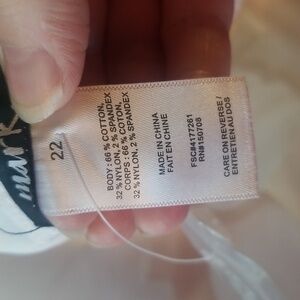 mark
22
BODY : 66 % COTTON,
32 % NYLON, 2 % SPANDEX
CORPS : 66 % COTON,
32 % NYLON, 2 % SPANDEX
MADE IN CHINA
FAIT EN CHINE
FSC#4177261
RN#150708
CARE ON REVERSE /
ENTRETIEN AU DOS